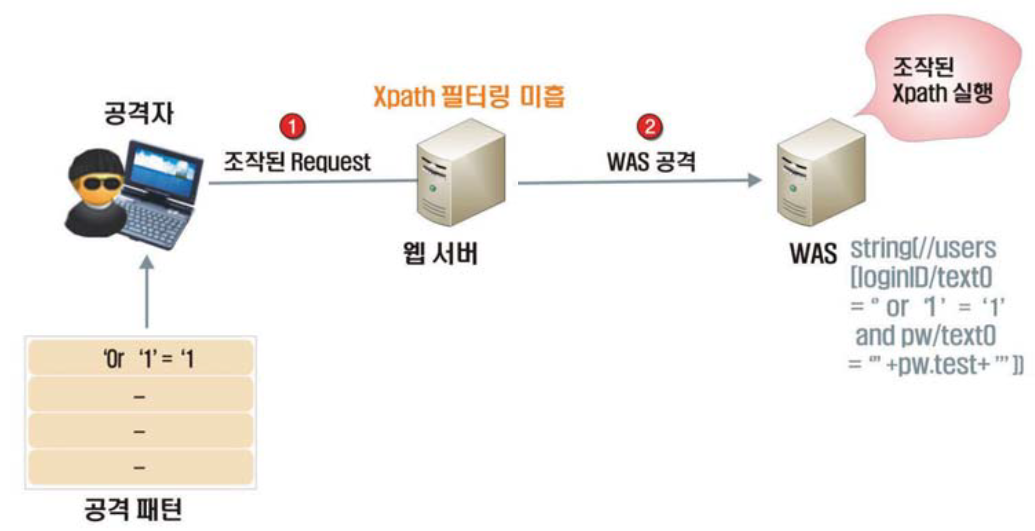 조작된
Xpath 실행
Xpath 필터링 미흡
공격자
1
조작된 Request
2
WAS 공격
웹 서버
WAS
string(//users
[loginID/text()
= ‘’ or ‘1’ = ‘1’
and pw/text()
= ‘”+pw.test+”’])
‘Or ‘1’ = ‘1
–
–
–
공격 패턴